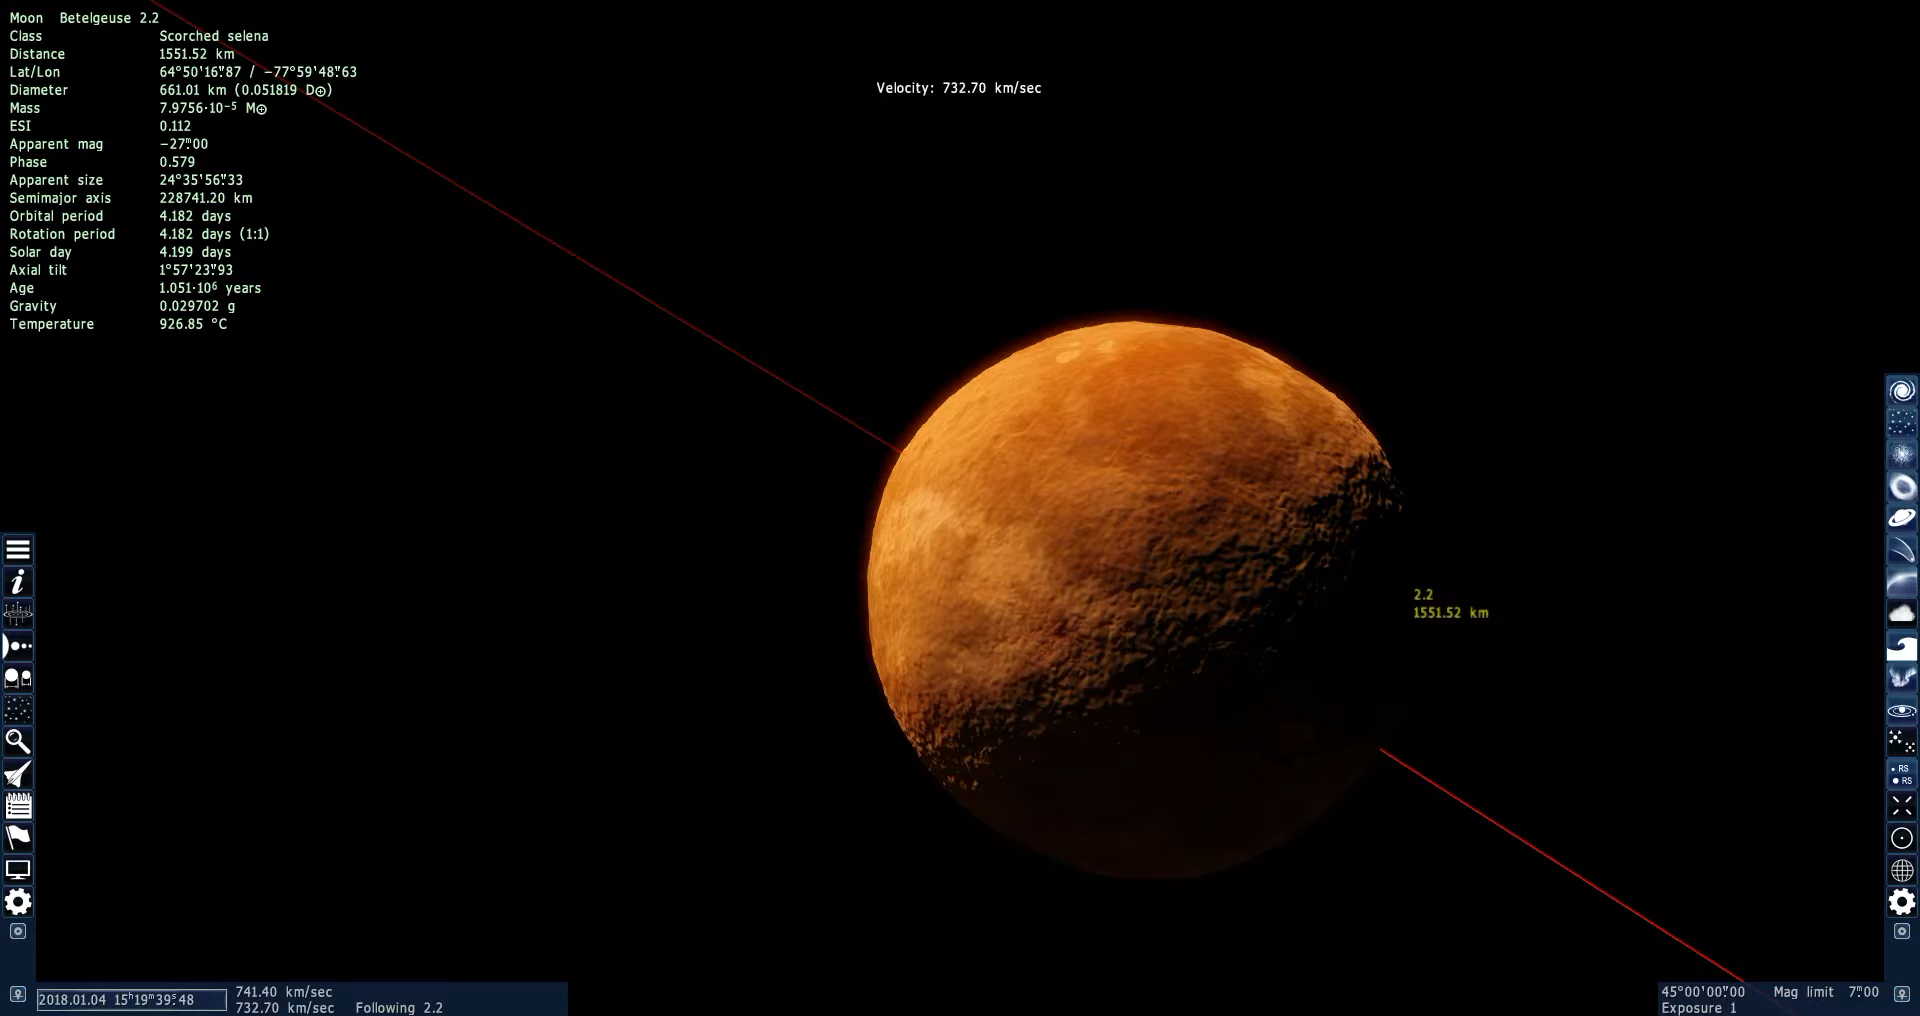 Moon Betelgeuse 2.2
Class Scorched selena
Distance 1551.52 km
Lat/Lon 64°50'16"87 / −77°59'48"63
Diameter 661.01 km (0.051819 D⊕)
Mass 7.9756·10⁻⁵ M⊕
ESI 0.112
Apparent mag −27ᵐ00
Phase 0.579
Apparent size 24°35'56"33
Semimajor axis 228741.20 km
Orbital period 4.182 days
Rotation period 4.182 days (1:1)
Solar day 4.199 days
Axial tilt 1°57'23"93
Age 1.051·10⁶ years
Gravity 0.029702 g
Temperature 926.85 °C
Velocity: 732.70 km/sec
2.2
1551.52 km
RS
RS
2018.01.04 15ʰ19ᵐ39ˢ48
741.40 km/sec
732.70 km/sec Following 2.2
45°00'00"00 Mag limit 7ᵐ00
Exposure 1